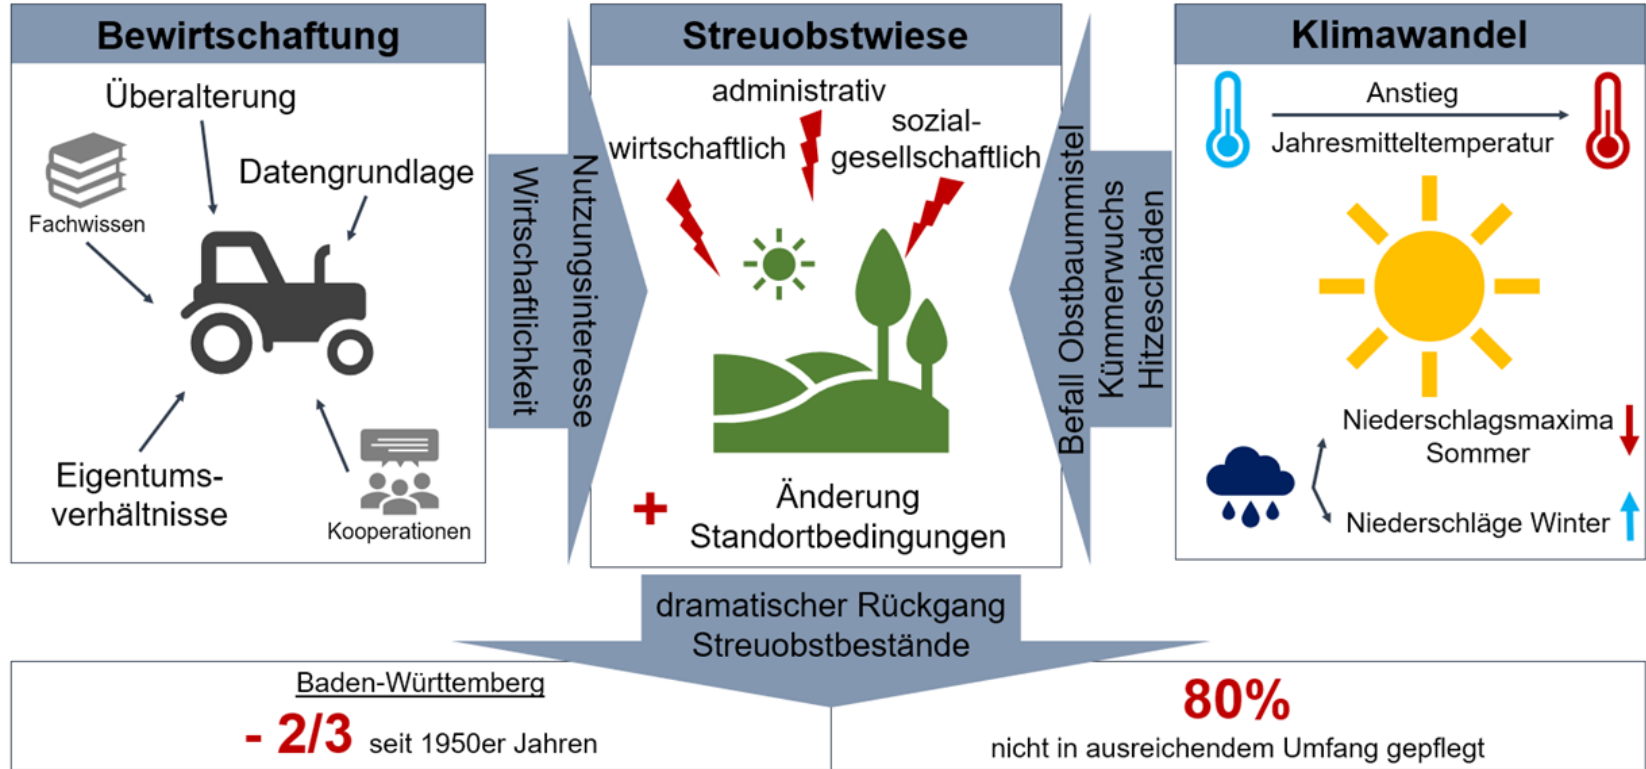 Bewirtschaftung
Überalterung
Datengrundlage
Fachwissen
Eigentums-
verhältnisse
Kooperationen
Nutzungsinteresse
Wirtschaftlichkeit
Streuobstwiese
administrativ
wirtschaftlich
sozial-
gesellschaftlich
+ Änderung
Standortbedingungen
Befall Obstbaummistel
Kümmerwuchs
Hitzeschäden
Klimawandel
Anstieg
Jahresmitteltemperatur
Niederschlagsmaxima
Sommer
Niederschläge Winter
dramatischer Rückgang
Streuobstbestände
Baden-Württemberg
- 2/3 seit 1950er Jahren
80%
nicht in ausreichendem Umfang gepflegt